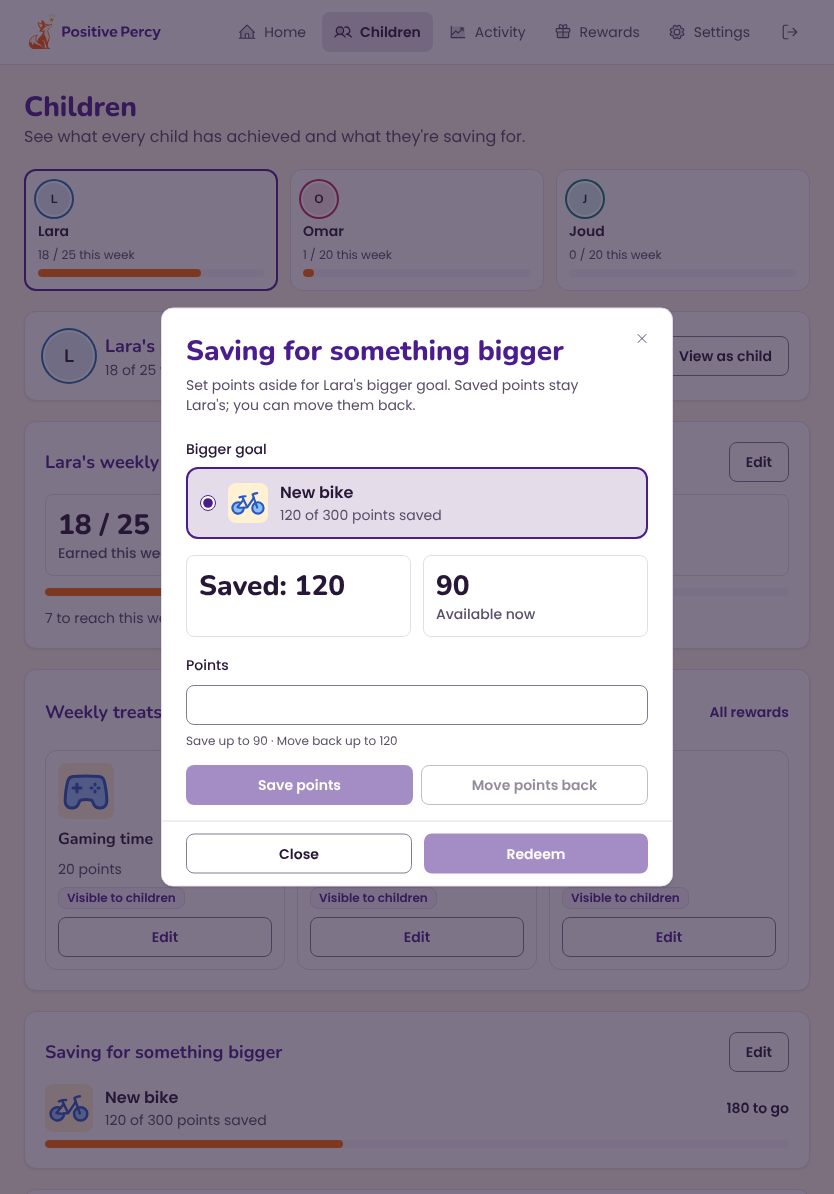 Positive Percy
Home
Children
Activity
Rewards
Settings
Children
See what every child has achieved and what they're saving for.
L
Lara
18 / 25 this week
O
Omar
1 / 20 this week
J
Joud
0 / 20 this week
L
Lara's
18 of 25
View as child
Saving for something bigger
Set points aside for Lara's bigger goal. Saved points stay
Lara's; you can move them back.
Bigger goal
New bike
120 of 300 points saved
Saved: 120
90
Available now
Points
Save up to 90 · Move back up to 120
Save points
Move points back
Close
Redeem
Lara's weekly
Edit
18 / 25
Earned this we
7 to reach this we
Weekly treats
All rewards
Gaming time
20 points
Visible to children
Edit
Visible to children
Edit
Visible to children
Edit
Saving for something bigger
Edit
New bike
120 of 300 points saved
180 to go